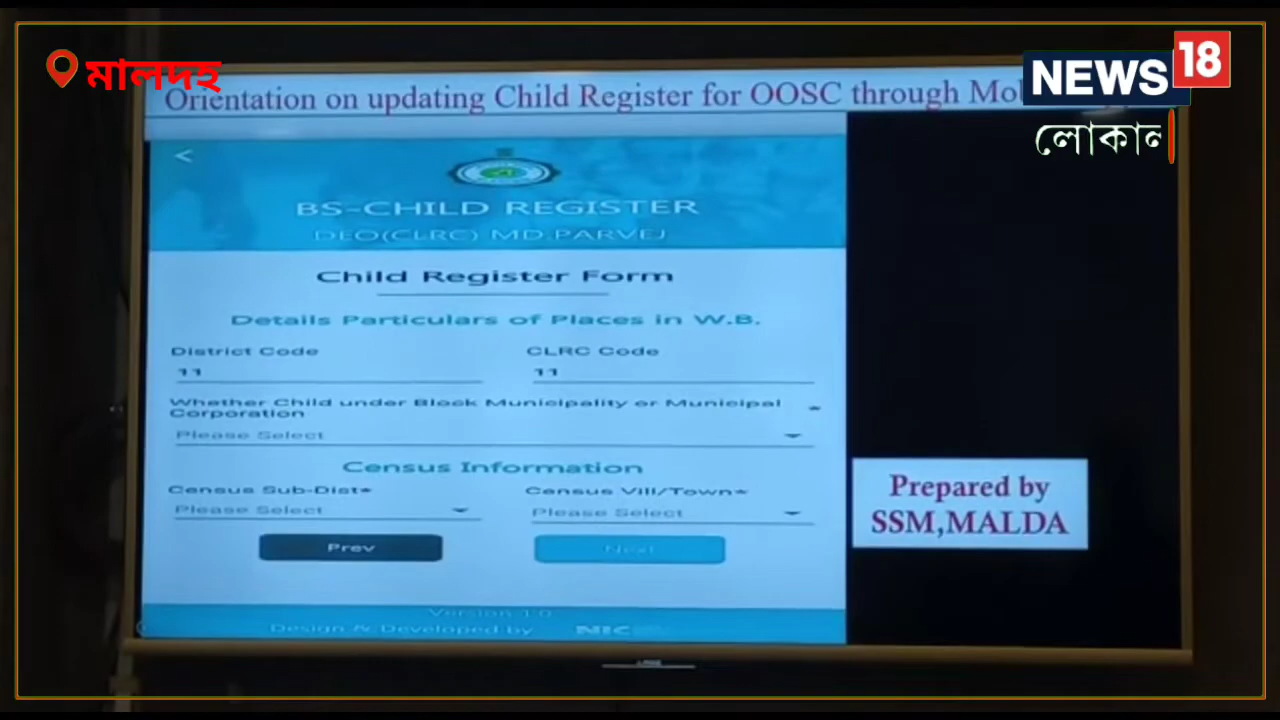 মালদহ
NEWS 18
লোকাল
Orientation on updating Child Register for OOSC through
<
BS-CHILD REGISTER
DEO(CLRC) MD.PARVEJ
Child Register Form
Details Particulars of Places in W.B.
District Code CLRC Code
11 11
Whether Child under Block Municipality or Municipal
Corporation *
Please Select
Census Information
Census Sub-Dist* Census Vill/Town*
Please Select Please Select
Prev Next
Prepared by
SSM,MALDA
Version 1.0
Design & Developed by NIC